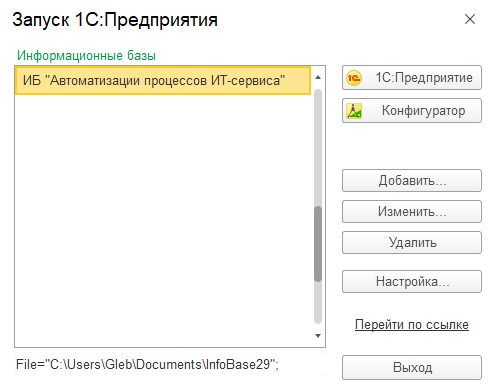 Запуск 1С:Предприятия
Информационные базы
ИБ "Автоматизации процессов ИТ-сервиса"
1С:Предприятие
Конфигуратор
Добавить...
Изменить...
Удалить
Настройка...
Перейти по ссылке
File="C:\Users\Gleb\Documents\InfoBase29";
Выход